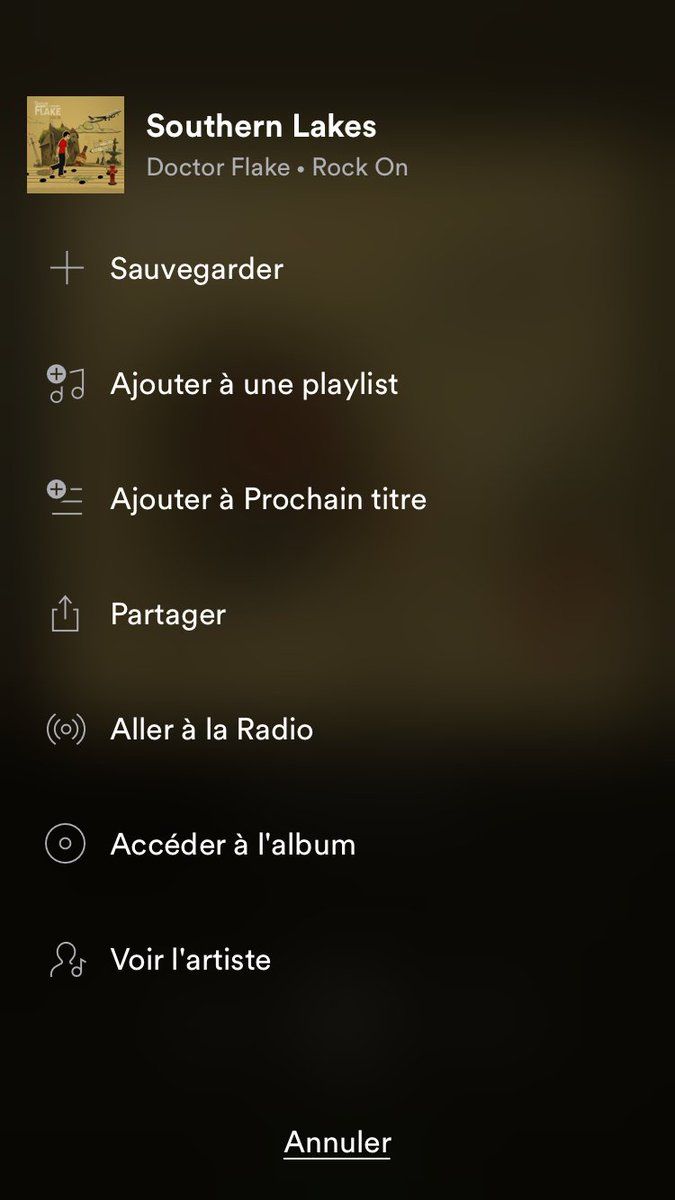 FLAKE
Southern Lakes
Doctor Flake • Rock On
Sauvegarder
Ajouter à une playlist
Ajouter à Prochain titre
Partager
Aller à la Radio
Accéder à l'album
Voir l'artiste
Annuler